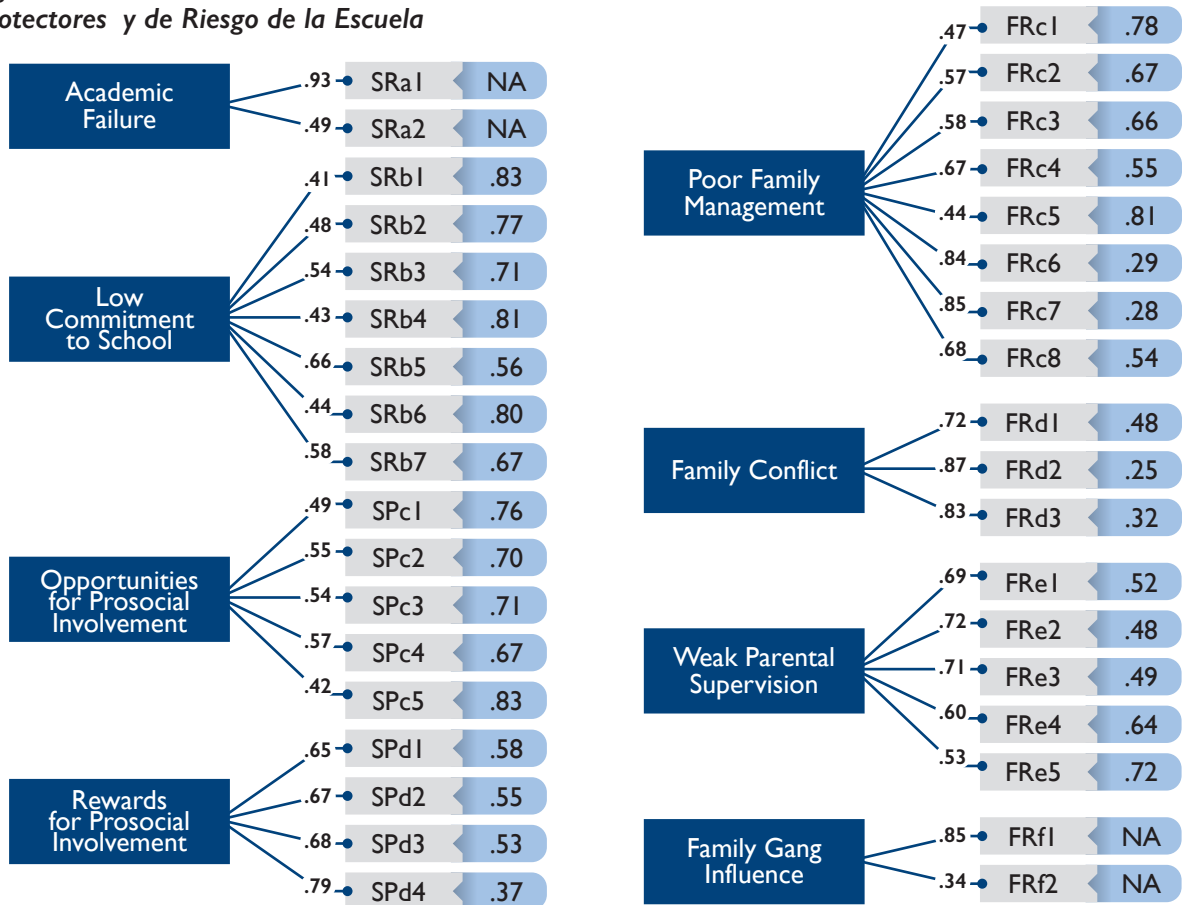 otectores y de Riesgo de la Escuela
Academic
Failure
.93 SRa1 NA
.49 SRa2 NA
Low
Commitment
to School
.41 SRb1 .83
.48 SRb2 .77
.54 SRb3 .71
.43 SRb4 .81
.66 SRb5 .56
.44 SRb6 .80
.58 SRb7 .67
Opportunities
for Prosocial
Involvement
.49 SPc1 .76
.55 SPc2 .70
.54 SPc3 .71
.57 SPc4 .67
.42 SPc5 .83
Rewards
for Prosocial
Involvement
.65 SPd1 .58
.67 SPd2 .55
.68 SPd3 .53
.79 SPd4 .37
Poor Family
Management
.47 FRc1 .78
.57 FRc2 .67
.58 FRc3 .66
.67 FRc4 .55
.44 FRc5 .81
.84 FRc6 .29
.85 FRc7 .28
.68 FRc8 .54
Family Conflict
.72 FRd1 .48
.87 FRd2 .25
.83 FRd3 .32
Weak Parental
Supervision
.69 FRe1 .52
.72 FRe2 .48
.71 FRe3 .49
.60 FRe4 .64
.53 FRe5 .72
Family Gang
Influence
.85 FRf1 NA
.34 FRf2 NA